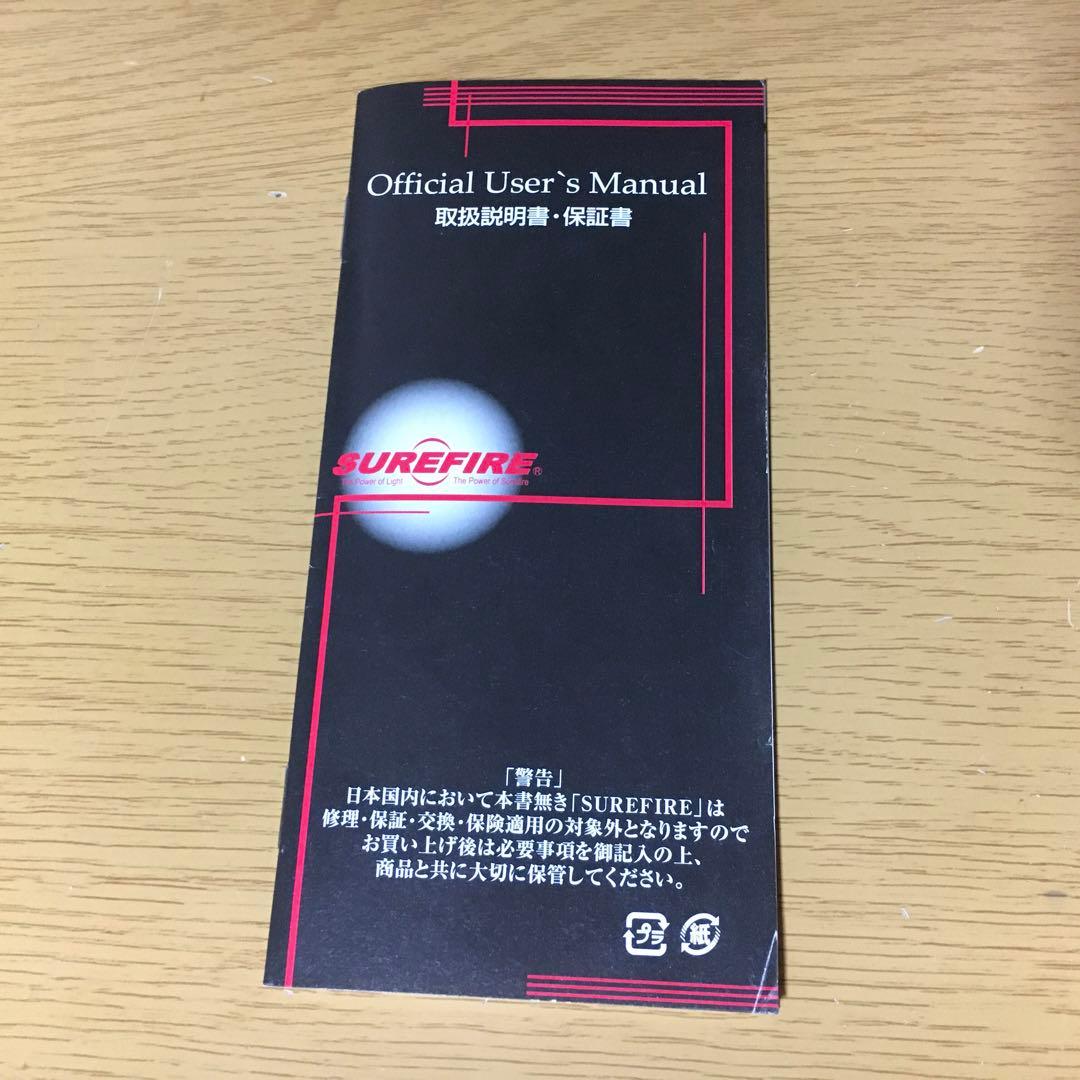 Official User`s Manual
取扱説明書・保証書
SUREFIRE®
The Power of Light The Power of Surefire
「警告」
日本国内において本書無き「SUREFIRE」は
修理・保証・交換・保険適用の対象外となりますので
お買い上げ後は必要事項を御記入の上、
商品と共に大切に保管してください。
プラ 紙